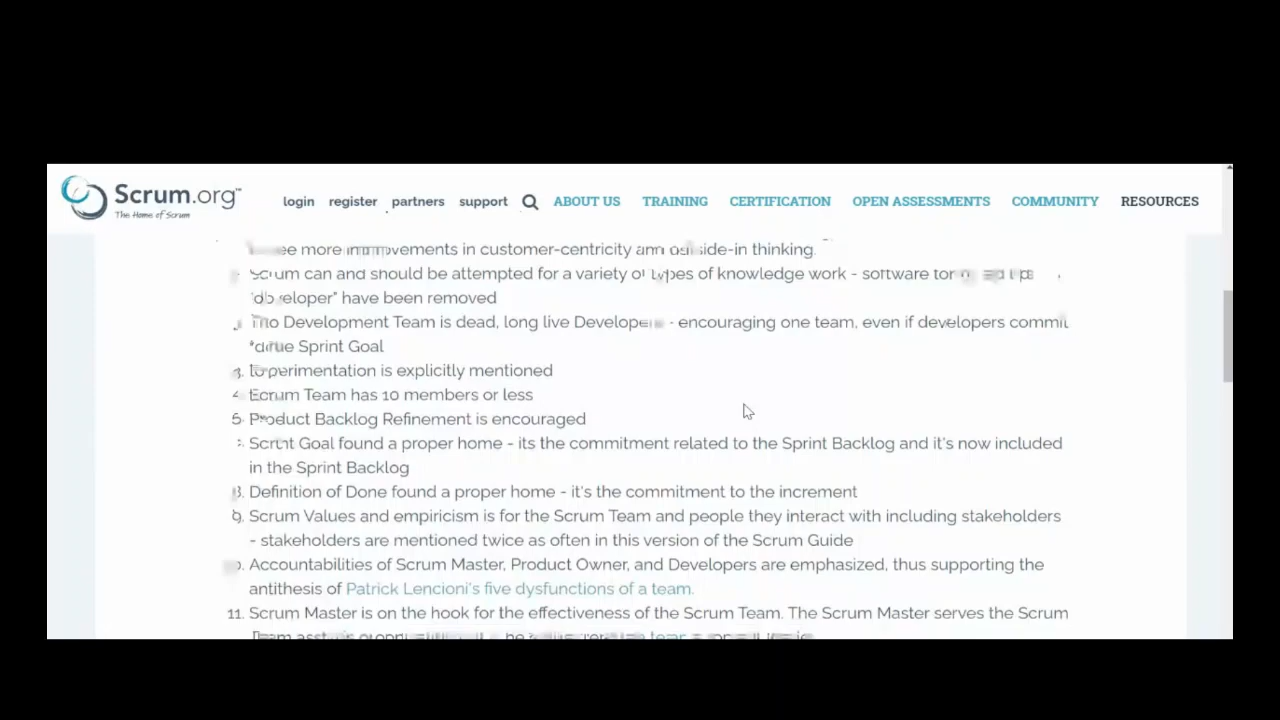 Scrum.org™
The Home of Scrum
login register partners support ABOUT US TRAINING CERTIFICATION OPEN ASSESSMENTS COMMUNITY RESOURCES
more improvements in customer-centricity thinking.
Scrum can and should be attempted for a variety of types of knowledge work - software
have been removed
Development Team is dead, long live - encouraging one team, even if developers commit
Sprint Goal
Experimentation is explicitly mentioned
Scrum Team has 10 members or less
Product Backlog Refinement is encouraged
Sprint Goal found a proper home - its the commitment related to the Sprint Backlog and it's now included
in the Sprint Backlog
8. Definition of Done found a proper home - it's the commitment to the increment
9. Scrum Values and empiricism is for the Scrum Team and people they interact with including stakeholders
- stakeholders are mentioned twice as often in this version of the Scrum Guide
Accountabilities of Scrum Master, Product Owner, and Developers are emphasized, thus supporting the
antithesis of Patrick Lencioni's five dysfunctions of a team.
11. Scrum Master is on the hook for the effectiveness of the Scrum Team. The Scrum Master serves the Scrum